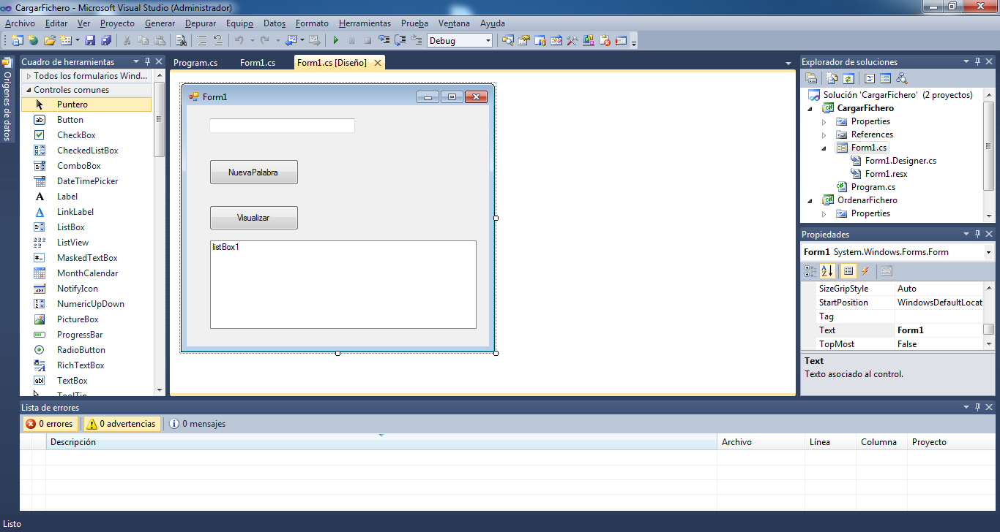 CargarFichero - Microsoft Visual Studio (Administrador)
Archivo Editar Ver Proyecto Generar Depurar Equipo Datos Formato Herramientas Prueba Ventana Ayuda
Debug
Orígenes de datos
Cuadro de herramientas
Todos los formularios Wind...
Controles comunes
Puntero
Button
CheckBox
CheckedListBox
ComboBox
DateTimePicker
Label
LinkLabel
ListBox
ListView
MaskedTextBox
MonthCalendar
NotifyIcon
NumericUpDown
PictureBox
ProgressBar
RadioButton
RichTextBox
TextBox
ToolTip
Program.cs Form1.cs Form1.cs [Diseño]
Form1
NuevaPalabra
Visualizar
listBox1
Explorador de soluciones
Solución 'CargarFichero' (2 proyectos)
CargarFichero
Properties
References
Form1.cs
Form1.Designer.cs
Form1.resx
Program.cs
OrdenarFichero
Properties
Propiedades
Form1 System.Windows.Forms.Form
SizeGripStyle Auto
StartPosition WindowsDefaultLocat
Tag
Text Form1
TopMost False
Text
Texto asociado al control.
Lista de errores
0 errores 0 advertencias 0 mensajes
Descripción Archivo Línea Columna Proyecto
Listo